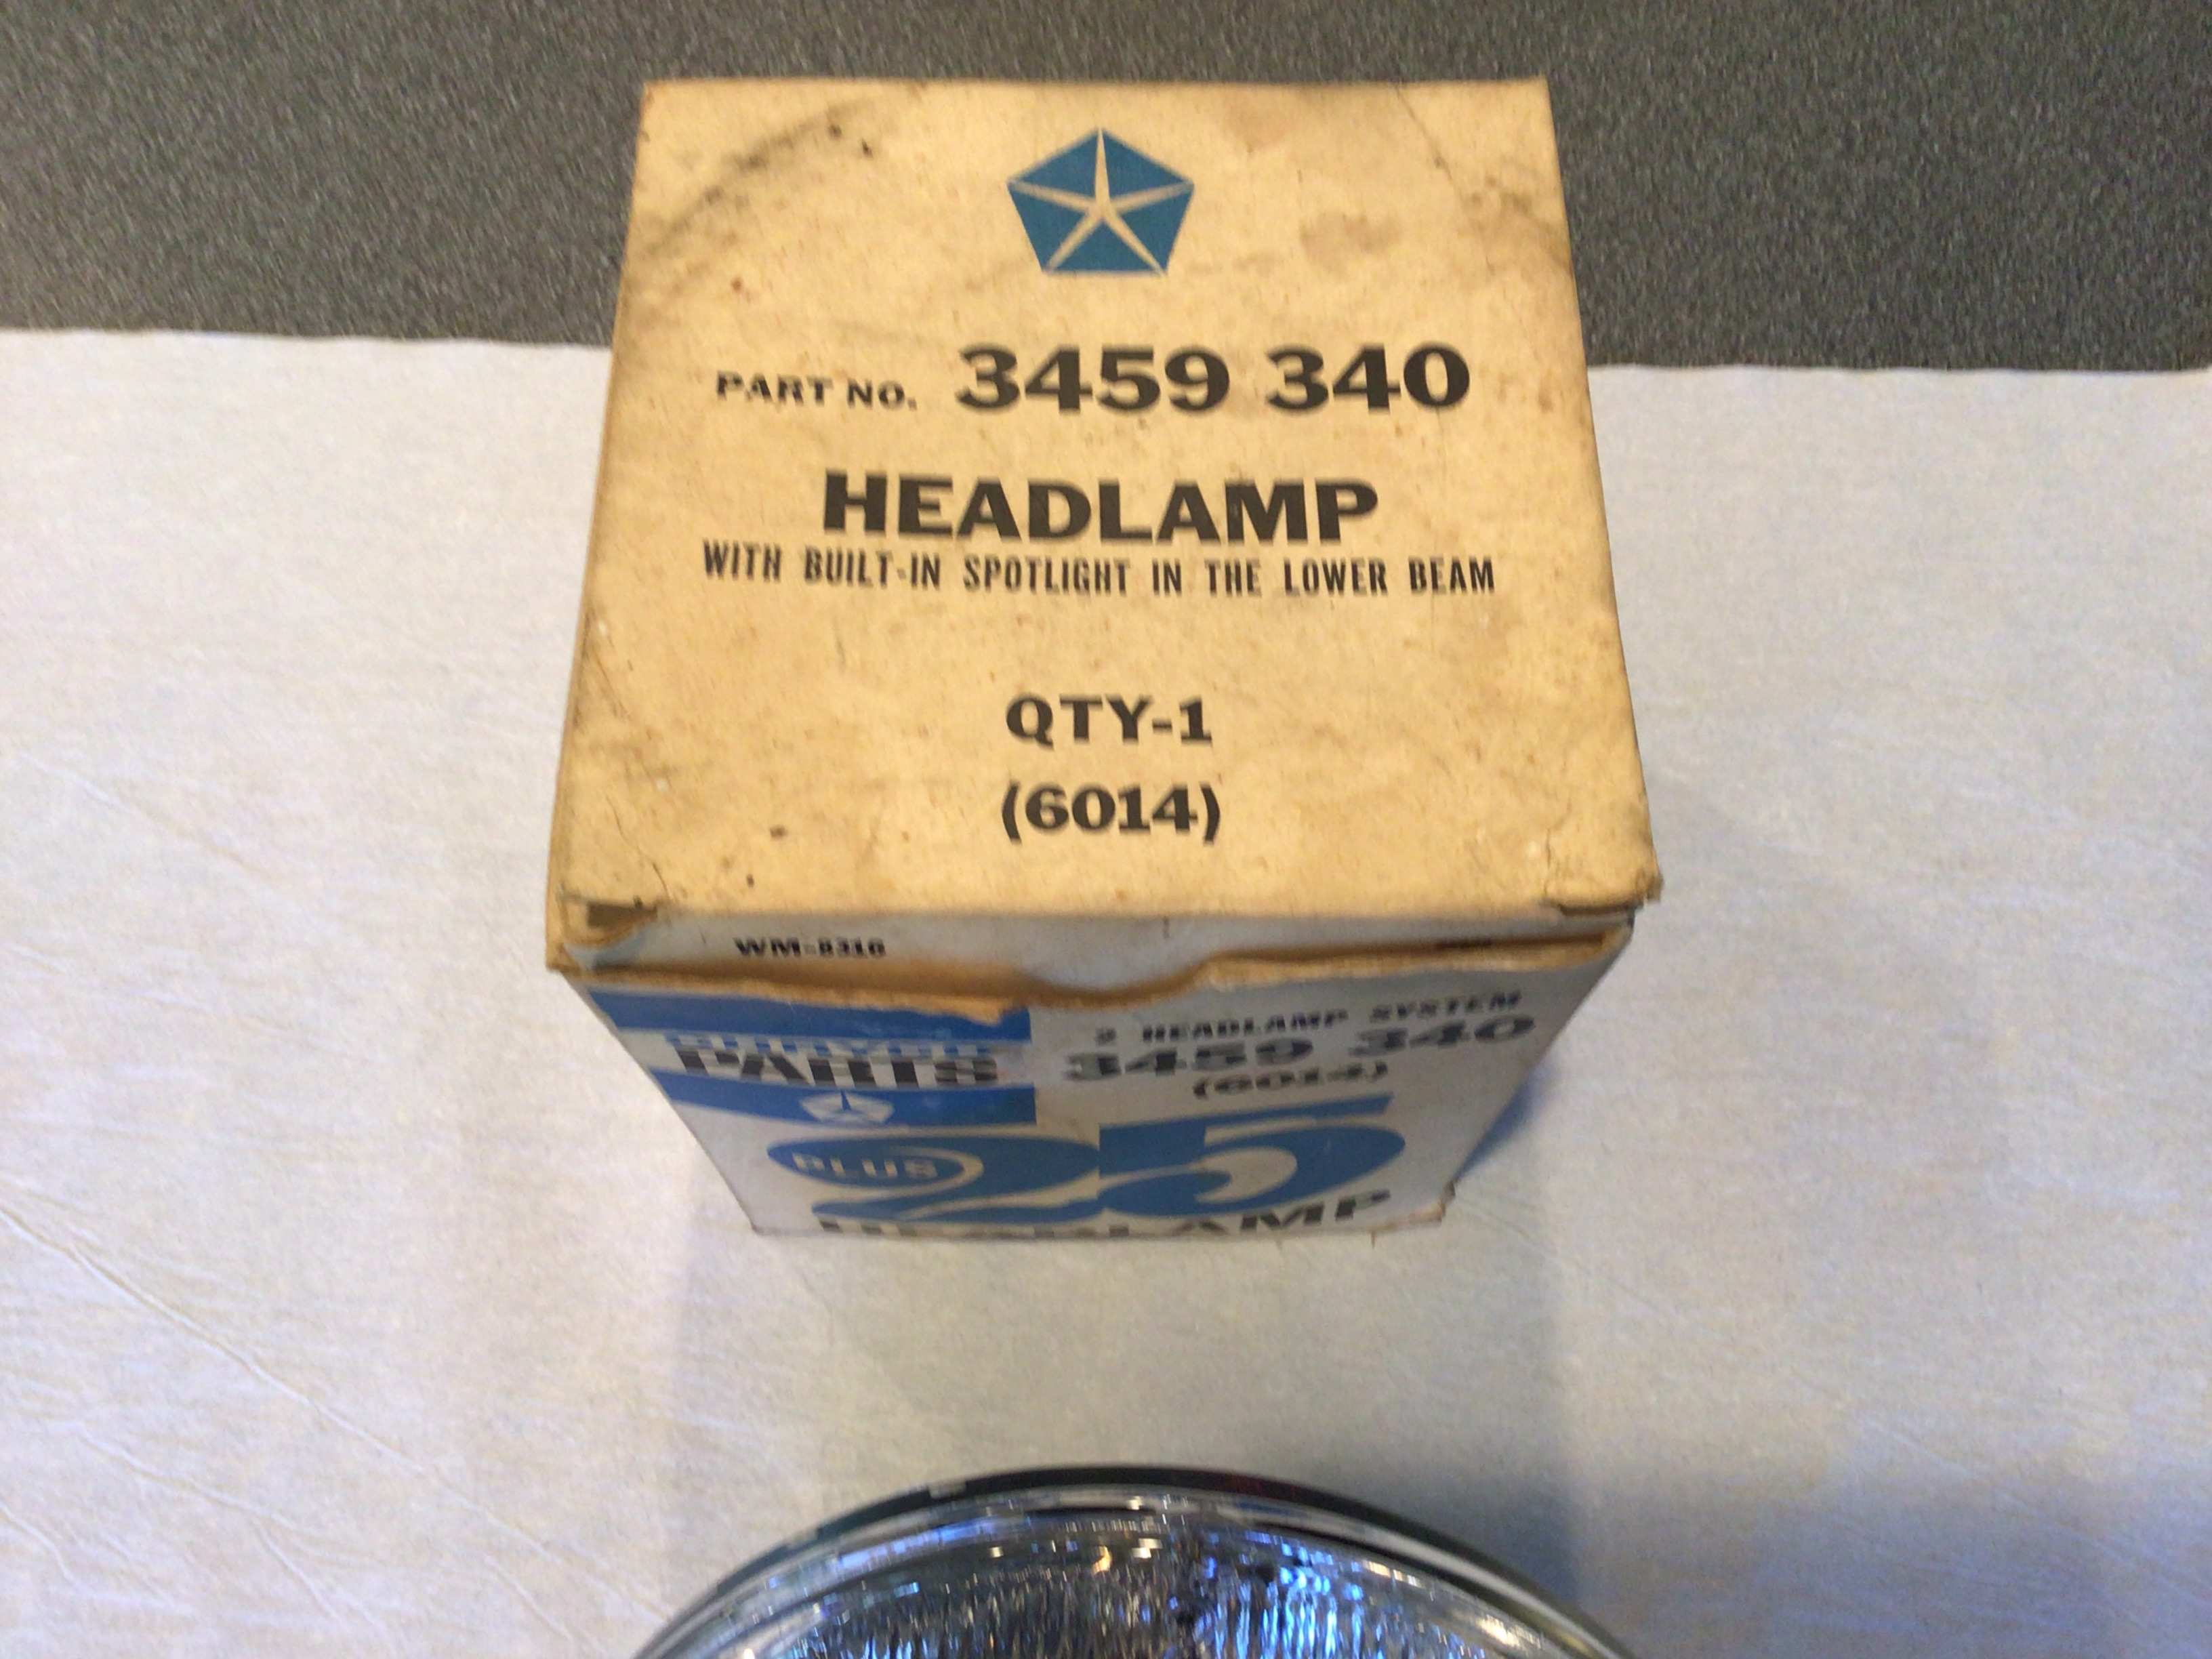 PART NO. 3459 340
HEADLAMP
WITH BUILT-IN SPOTLIGHT IN THE LOWER BEAM
QTY-1
(6014)
WM-8316
PARTS
2 HEADLAMP SYSTEM
3459 340
(6014)
PLUS 25
HEADLAMP